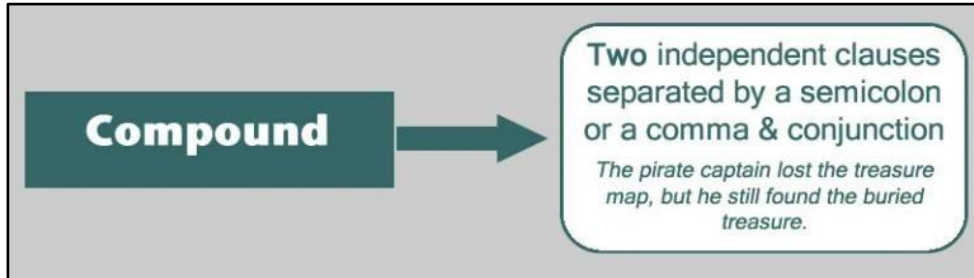 Compound
Two independent clauses
separated by a semicolon
or a comma & conjunction
The pirate captain lost the treasure
map, but he still found the buried
treasure.